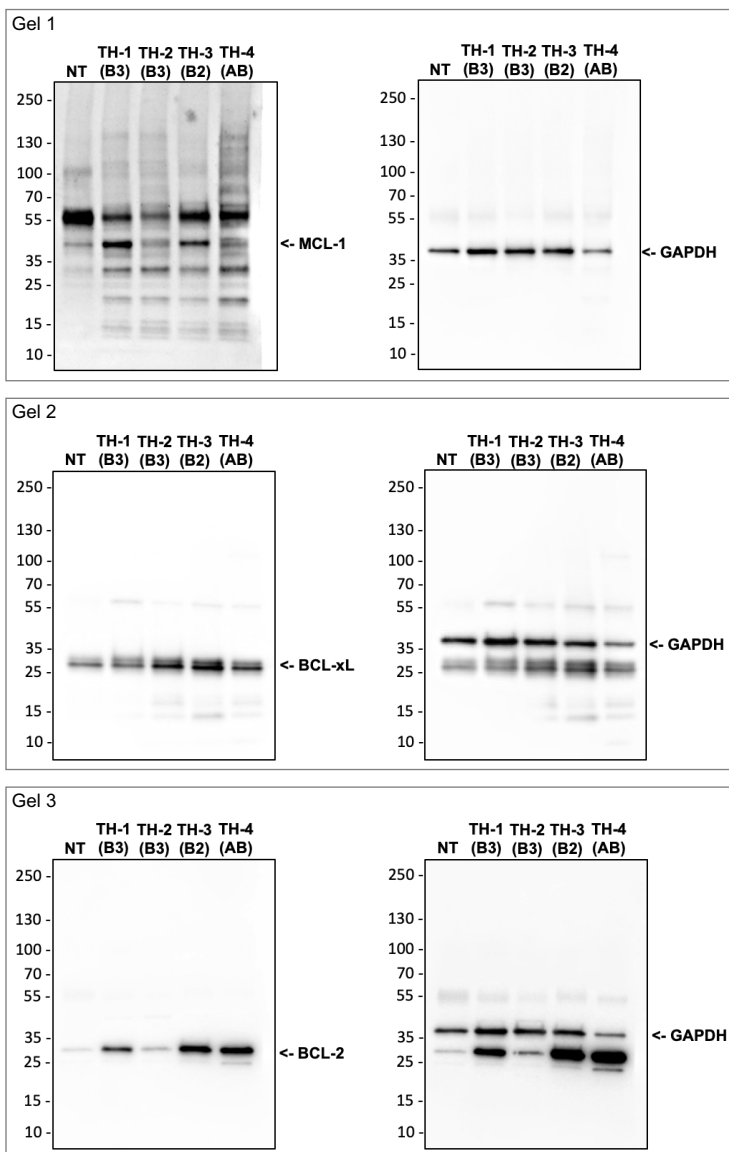 Gel 1
TH-1 TH-2 TH-3 TH-4
NT (B3) (B3) (B2) (AB)
250 -
130 -
100 -
70 -
55 -
35 -
25 -
15 -
10 -
<- MCL-1
TH-1 TH-2 TH-3 TH-4
NT (B3) (B3) (B2) (AB)
250 -
130 -
100 -
70 -
55 -
35 -
25 -
15 -
10 -
<- GAPDH
Gel 2
TH-1 TH-2 TH-3 TH-4
NT (B3) (B3) (B2) (AB)
250 -
130 -
100 -
70 -
55 -
35 -
25 -
15 -
10 -
<- BCL-xL
TH-1 TH-2 TH-3 TH-4
NT (B3) (B3) (B2) (AB)
250 -
130 -
100 -
70 -
55 -
35 -
25 -
15 -
10 -
<- GAPDH
Gel 3
TH-1 TH-2 TH-3 TH-4
NT (B3) (B3) (B2) (AB)
250 -
130 -
100 -
70 -
55 -
35 -
25 -
15 -
10 -
<- BCL-2
TH-1 TH-2 TH-3 TH-4
NT (B3) (B3) (B2) (AB)
250 -
130 -
100 -
70 -
55 -
35 -
25 -
15 -
10 -
<- GAPDH